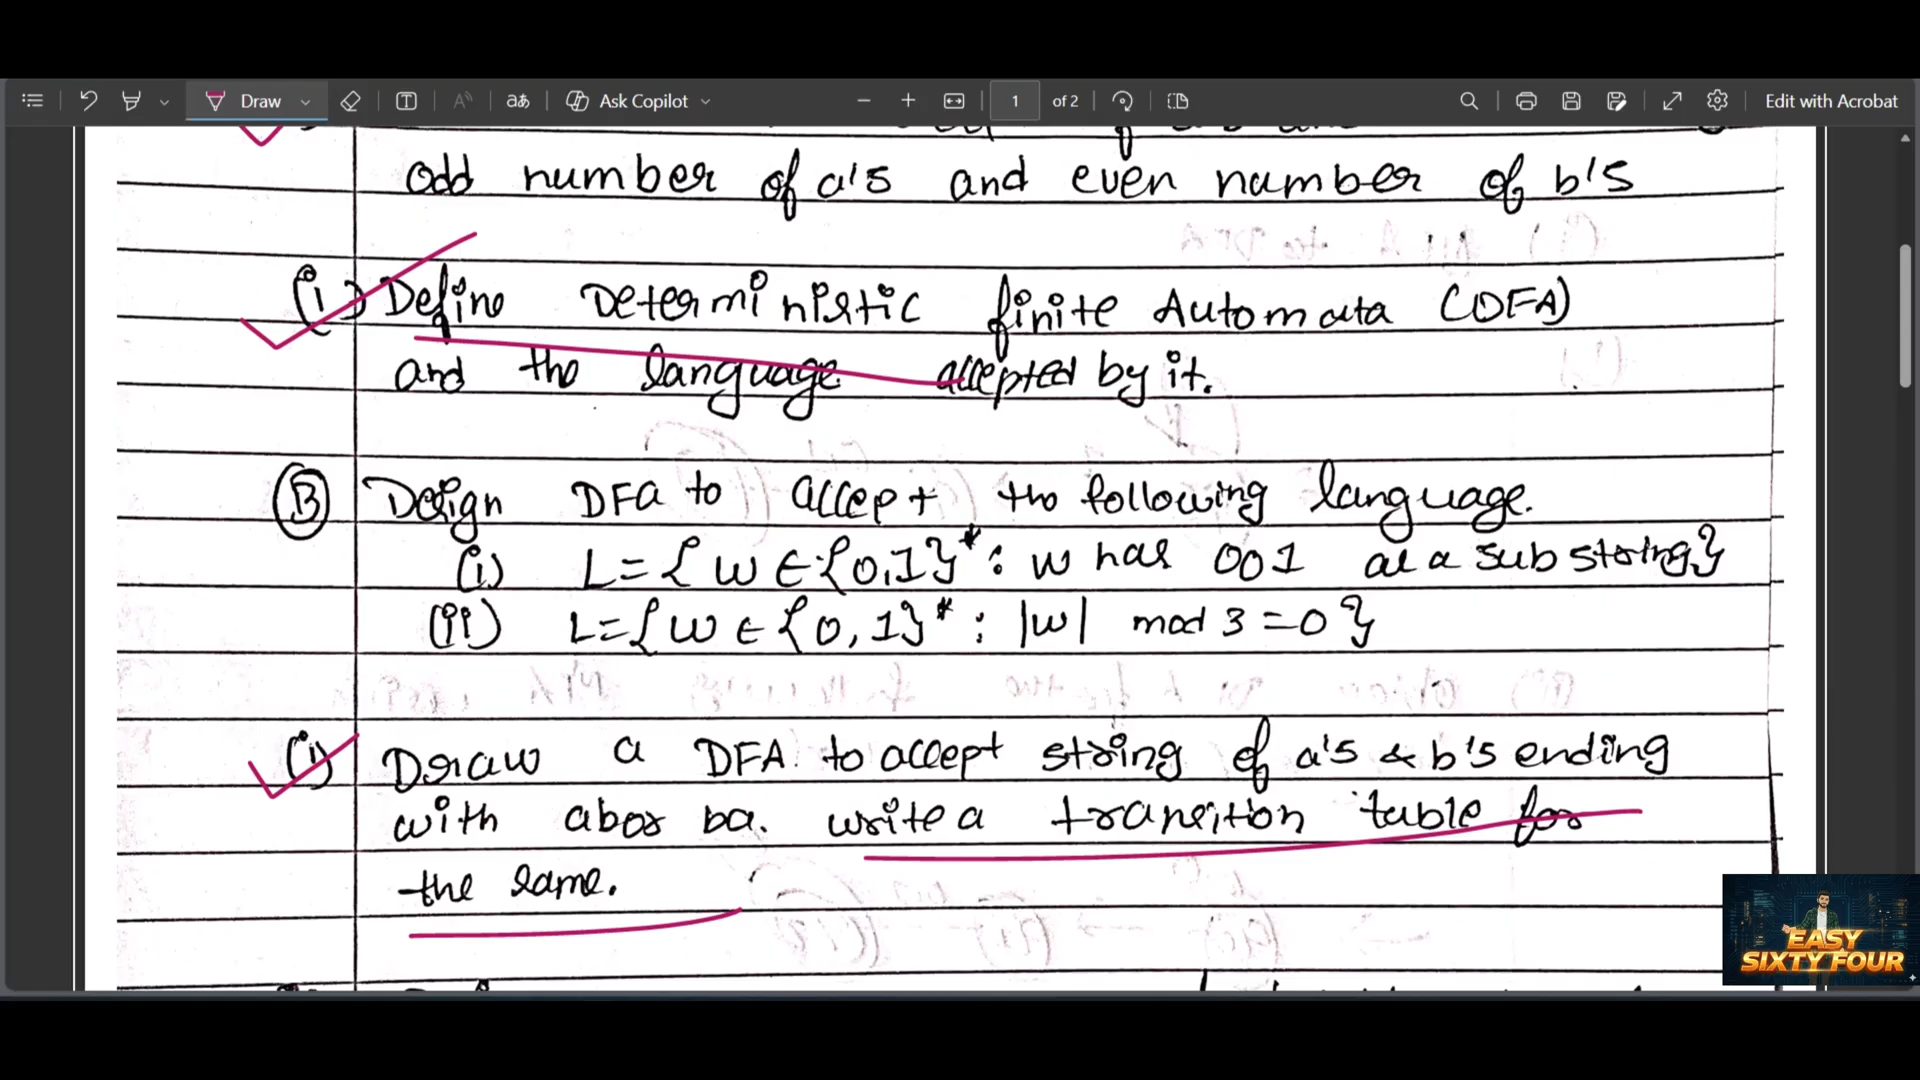 Draw
aあ
Ask Copilot
1 of 2
Edit with Acrobat
odd number of a's and even number of b's
(i) Define Deterministic finite Automata (DFA)
and the language accepted by it.
B Design DFA to accept the following language.
(i) L = { w ∈ {0,1}* : w has 001 as a substring}
(ii) L = { w ∈ {0,1}* : |w| mod 3 = 0 }
(i) Draw a DFA to accept string of a's & b's ending
with ab or ba. write a transition table for
the same.
EASY
SIXTY FOUR